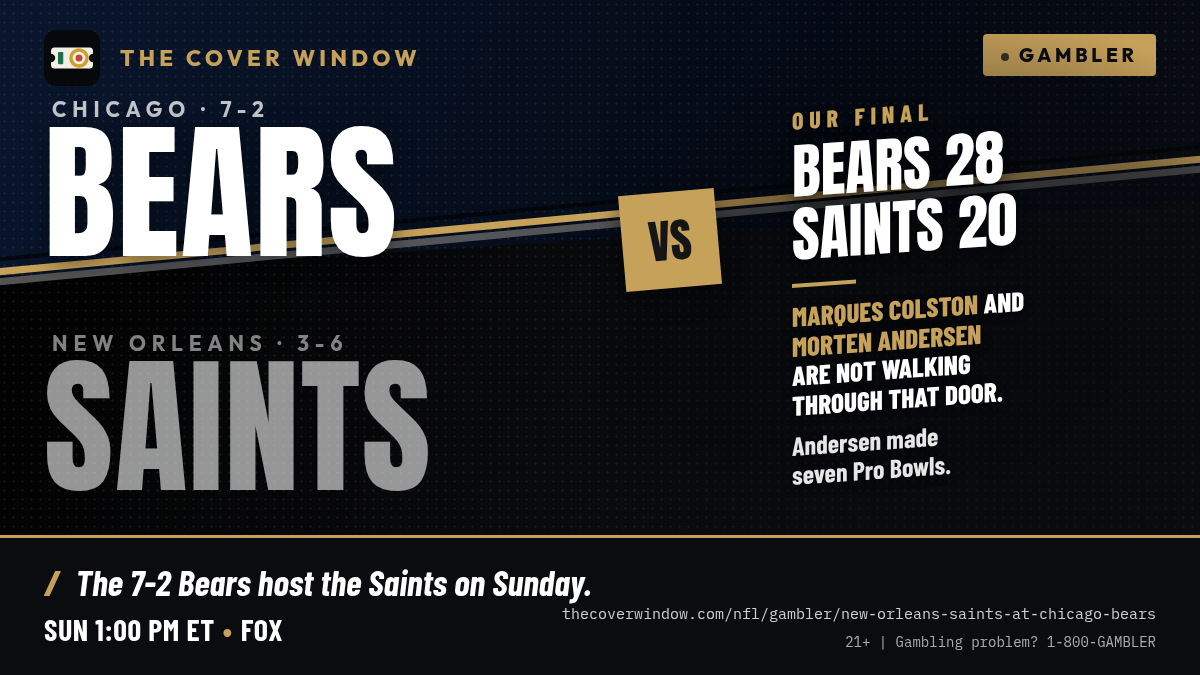 THE COVER WINDOW
• GAMBLER
CHICAGO · 7-2
BEARS
VS
NEW ORLEANS · 3-6
SAINTS
OUR FINAL
BEARS 28
SAINTS 20
MARQUES COLSTON AND
MORTEN ANDERSEN
ARE NOT WALKING
THROUGH THAT DOOR.
Andersen made
seven Pro Bowls.
/ The 7-2 Bears host the Saints on Sunday.
SUN 1:00 PM ET • FOX
thecoverwindow.com/nfl/gambler/new-orleans-saints-at-chicago-bears
21+ | Gambling problem? 1-800-GAMBLER